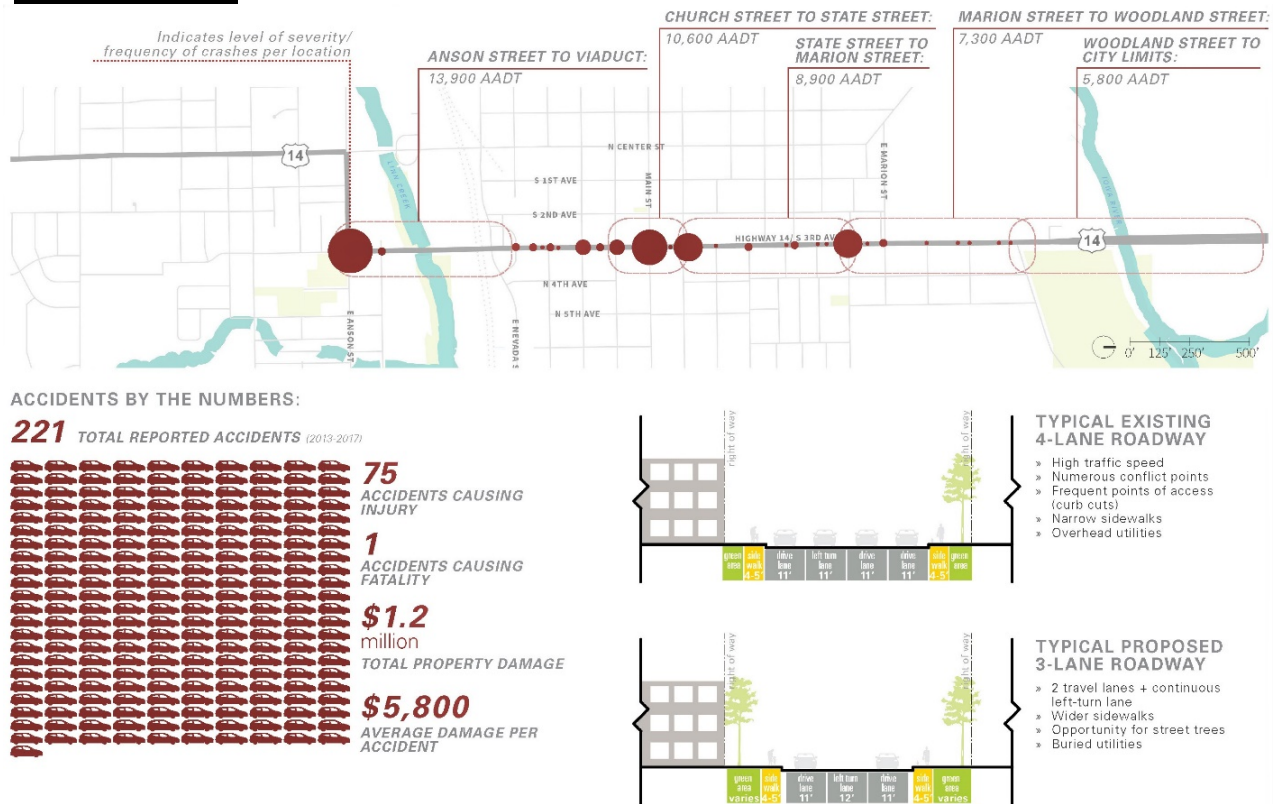 CHURCH STREET TO STATE STREET:
10,600 AADT
MARION STREET TO WOODLAND STREET:
7,300 AADT
Indicates level of severity/
frequency of crashes per location
ANSON STREET TO VIADUCT:
13,900 AADT
STATE STREET TO
MARION STREET:
8,900 AADT
WOODLAND STREET TO
CITY LIMITS:
5,800 AADT
14
LINN CREEK
N CENTER ST
S 1ST AVE
S 2ND AVE
MAIN ST
E MARION ST
IOWA RIVER
HIGHWAY 14/ S 3RD AV
14
N 4TH AVE
N 5TH AVE
E ANSON ST
E NEVADA S
0' 125' 250' 500'
ACCIDENTS BY THE NUMBERS:
221 TOTAL REPORTED ACCIDENTS (2013-2017)
75
ACCIDENTS CAUSING
INJURY
1
ACCIDENTS CAUSING
FATALITY
$1.2
million
TOTAL PROPERTY DAMAGE
$5,800
AVERAGE DAMAGE PER
ACCIDENT
right of way
right of way
green
area
side
walk
4-5'
drive
lane
11'
left turn
lane
11'
drive
lane
11'
drive
lane
11'
side
walk
4-5'
green
area
TYPICAL EXISTING
4-LANE ROADWAY
» High traffic speed
» Numerous conflict points
» Frequent points of access
(curb cuts)
» Narrow sidewalks
» Overhead utilities
right of way
right of way
green
area
varies
side
walk
4-5'
drive
lane
11'
left turn
lane
12'
drive
lane
11'
side
walk
4-5'
green
area
varies
TYPICAL PROPOSED
3-LANE ROADWAY
» 2 travel lanes + continuous
left-turn lane
» Wider sidewalks
» Opportunity for street trees
» Buried utilities